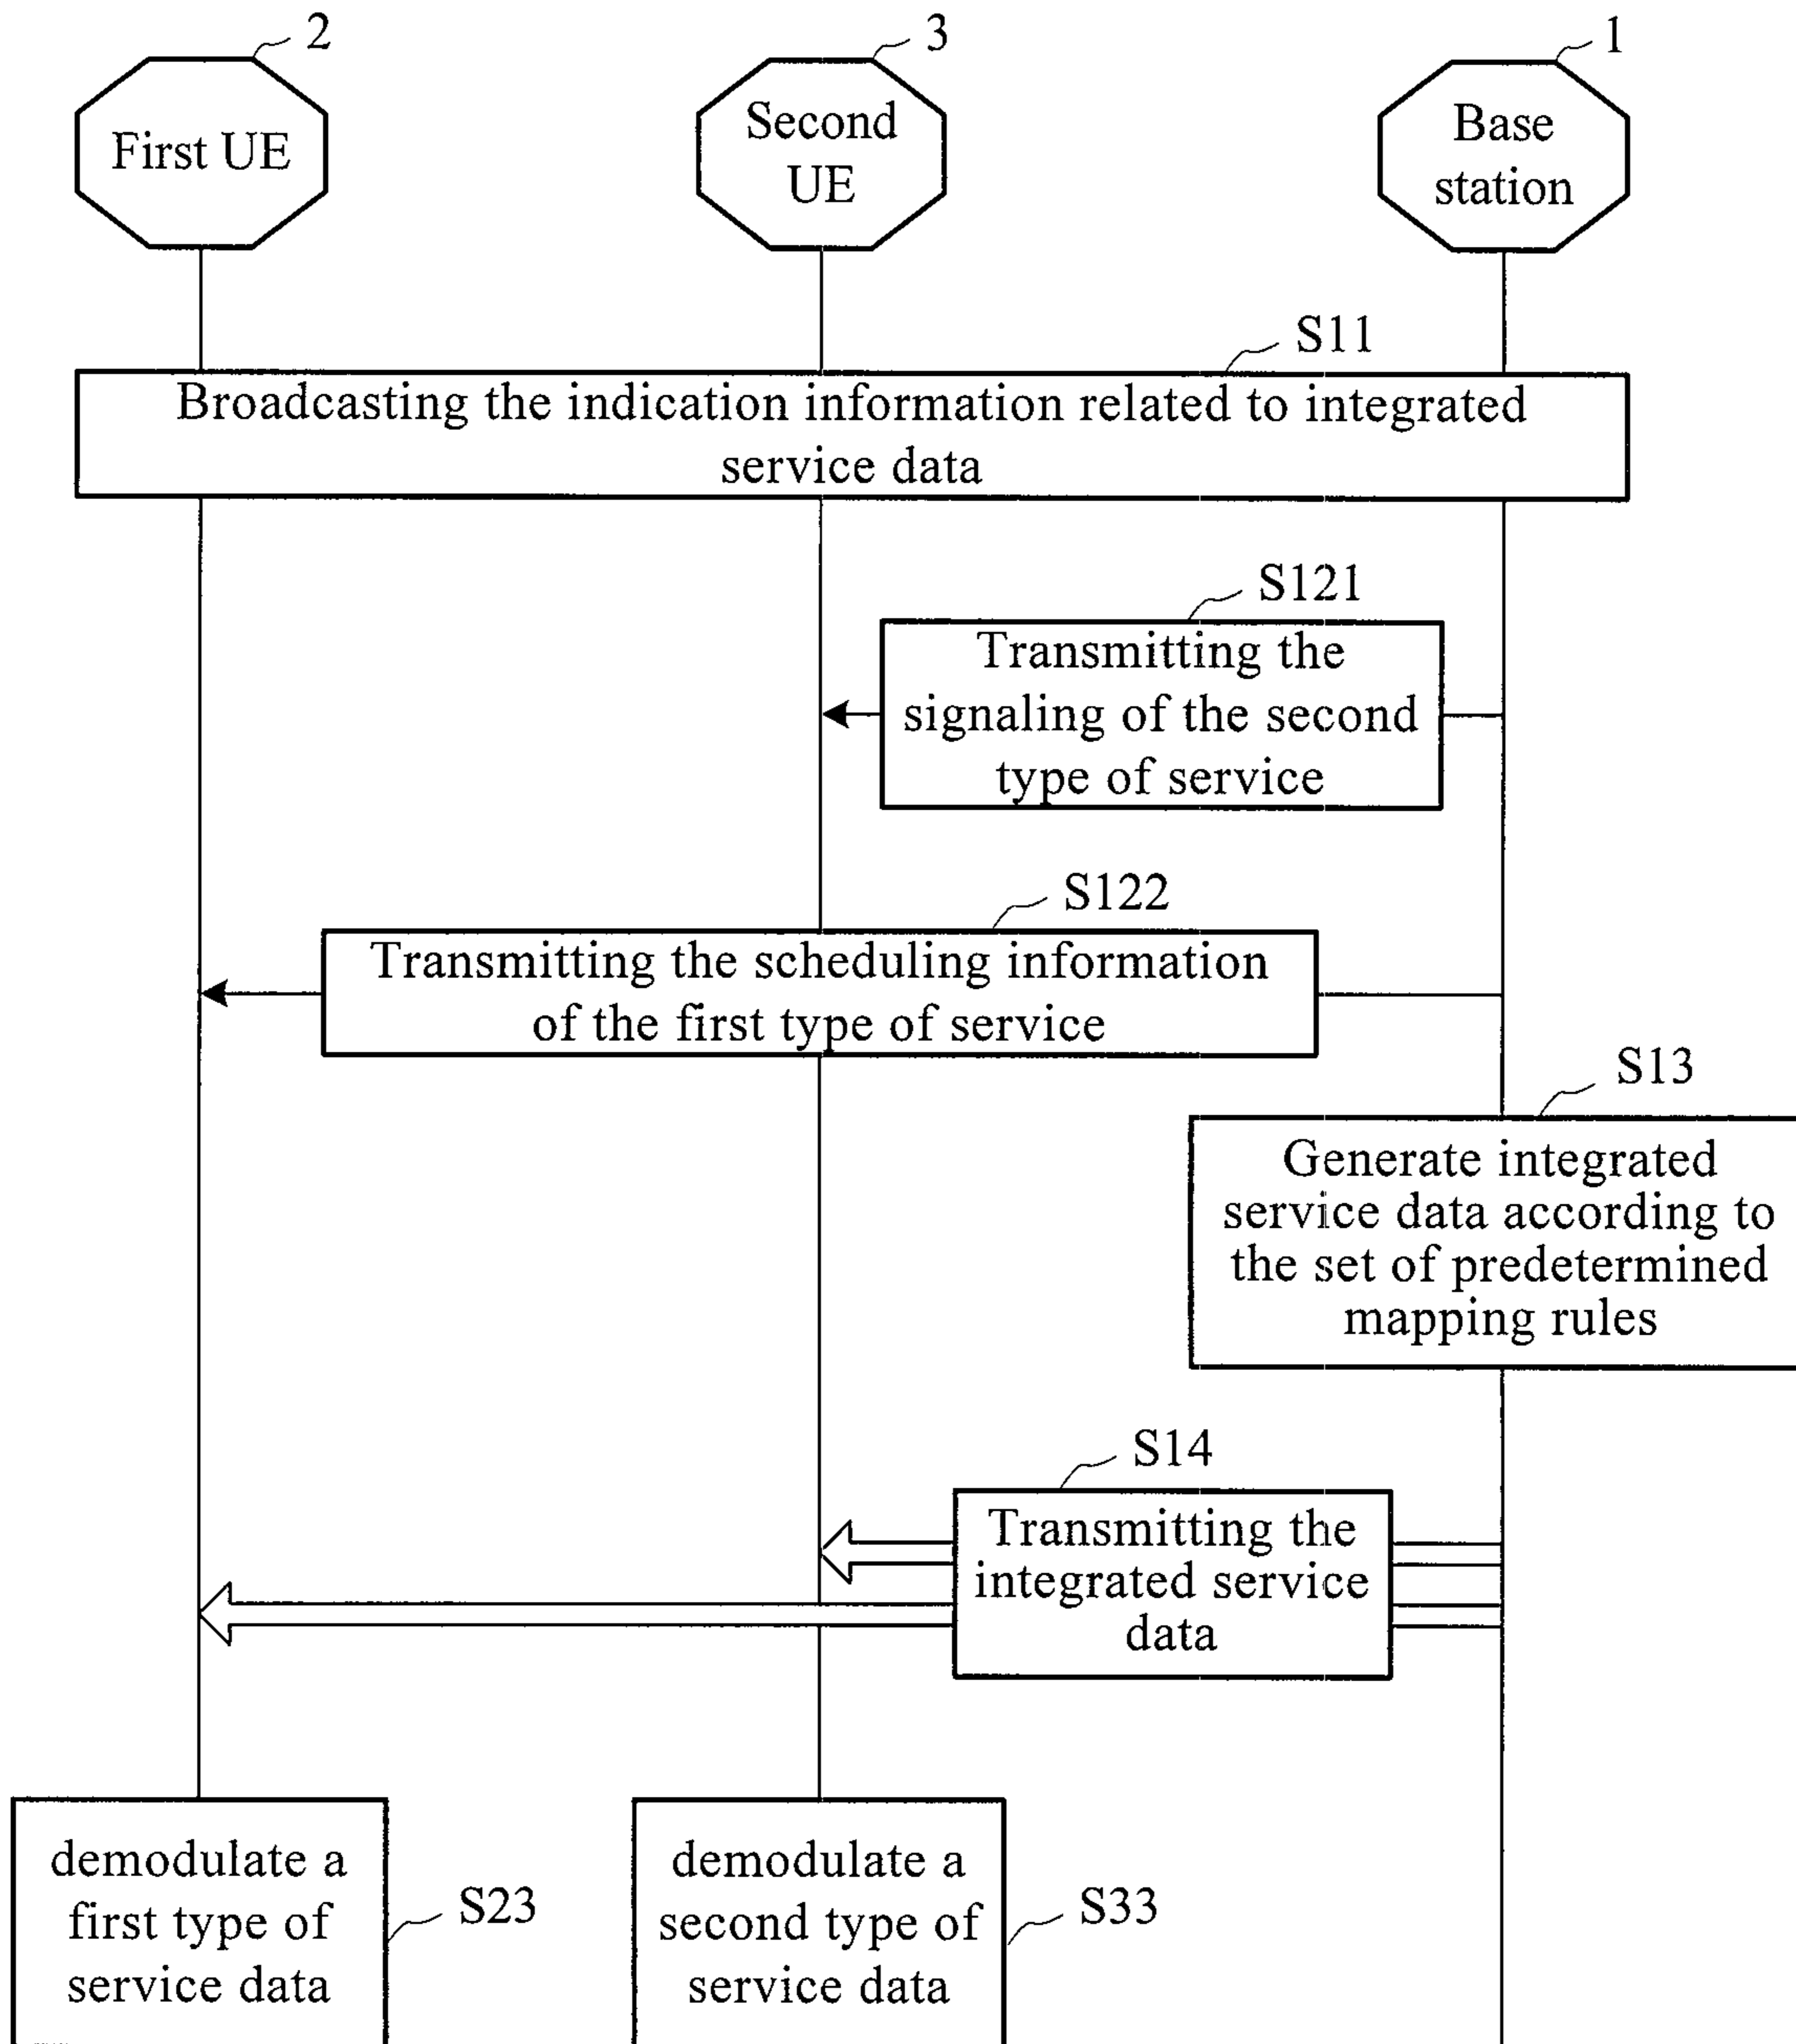 2
3
1
First UE
Second
UE
Base
station
S11
Broadcasting the indication information related to integrated
service data
S121
Transmitting the
signaling of the second
type of service
S122
Transmitting the scheduling information
of the first type of service
S13
Generate integrated
service data according to
the set of predetermined
mapping rules
S14
Transmitting the
integrated service
data
demodulate a
first type of
service data
S23
demodulate a
second type of
service data
S33